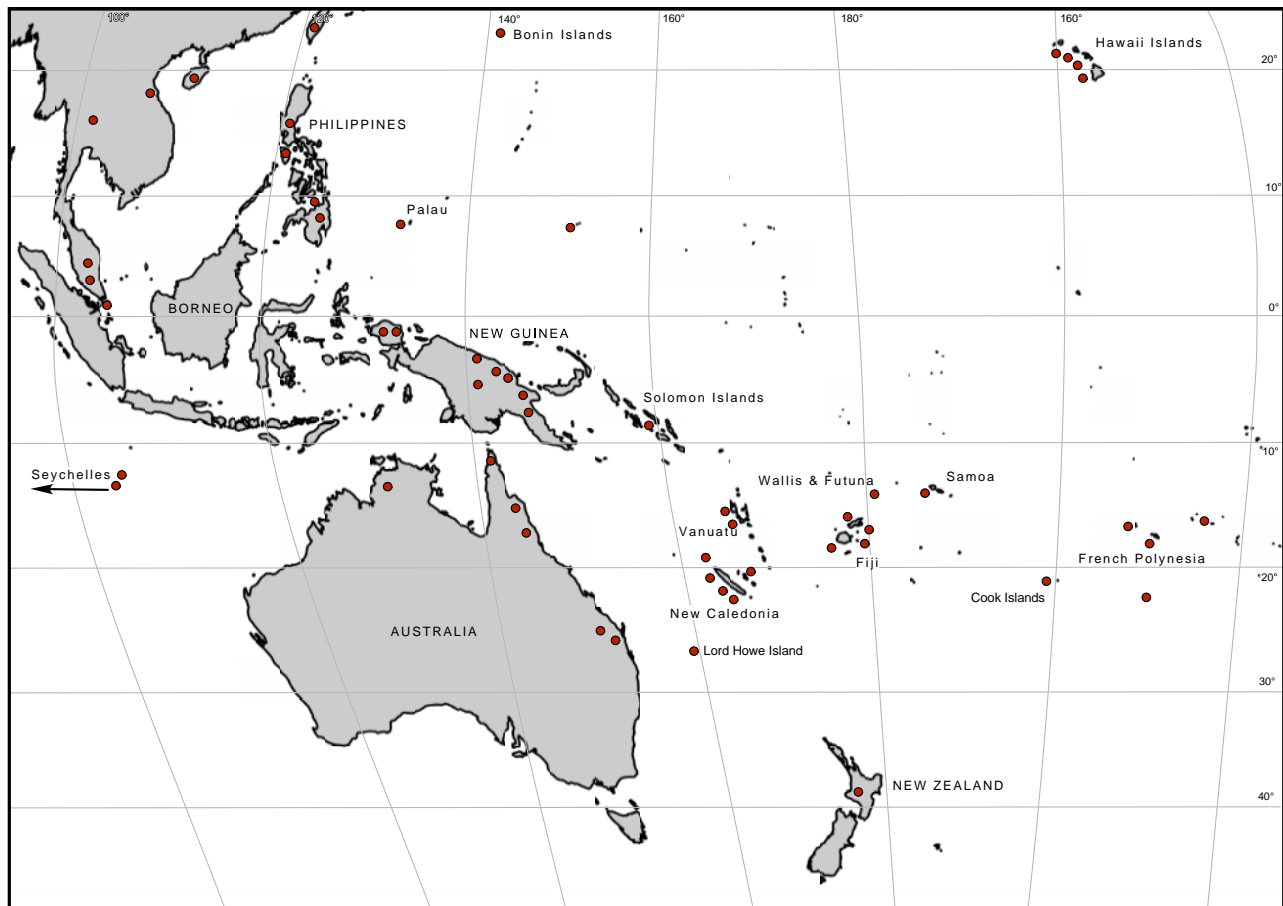 100°
120°
140°
160°
180°
160°
Bonin Islands
Hawaii Islands
20°
PHILIPPINES
10°
Palau
0°
BORNEO
NEW GUINEA
Solomon Islands
10°
Seychelles
Wallis & Futuna
Samoa
Vanuatu
Fiji
French Polynesia
20°
Cook Islands
New Caledonia
AUSTRALIA
Lord Howe Island
30°
NEW ZEALAND
40°